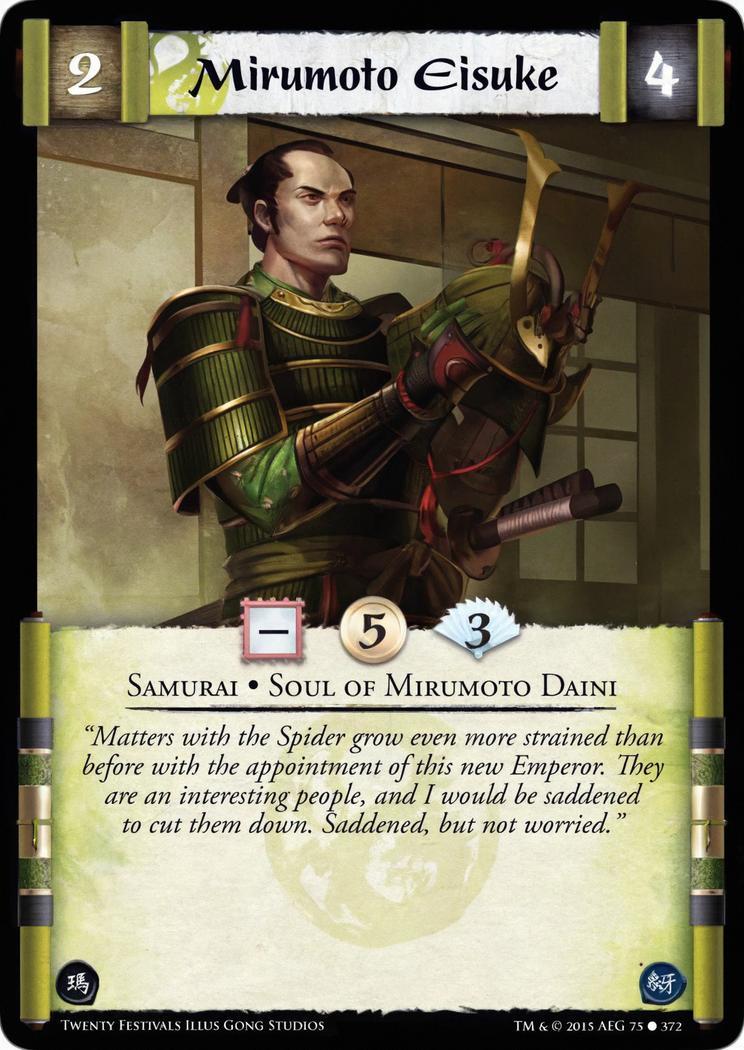 2 Mirumoto Eisuke 4
– 5 3
Samurai • Soul of Mirumoto Daini
“Matters with the Spider grow even more strained than
before with the appointment of this new Emperor. They
are an interesting people, and I would be saddened
to cut them down. Saddened, but not worried.”
瑪
Twenty Festivals Illus Gong Studios TM & © 2015 AEG 75 ● 372